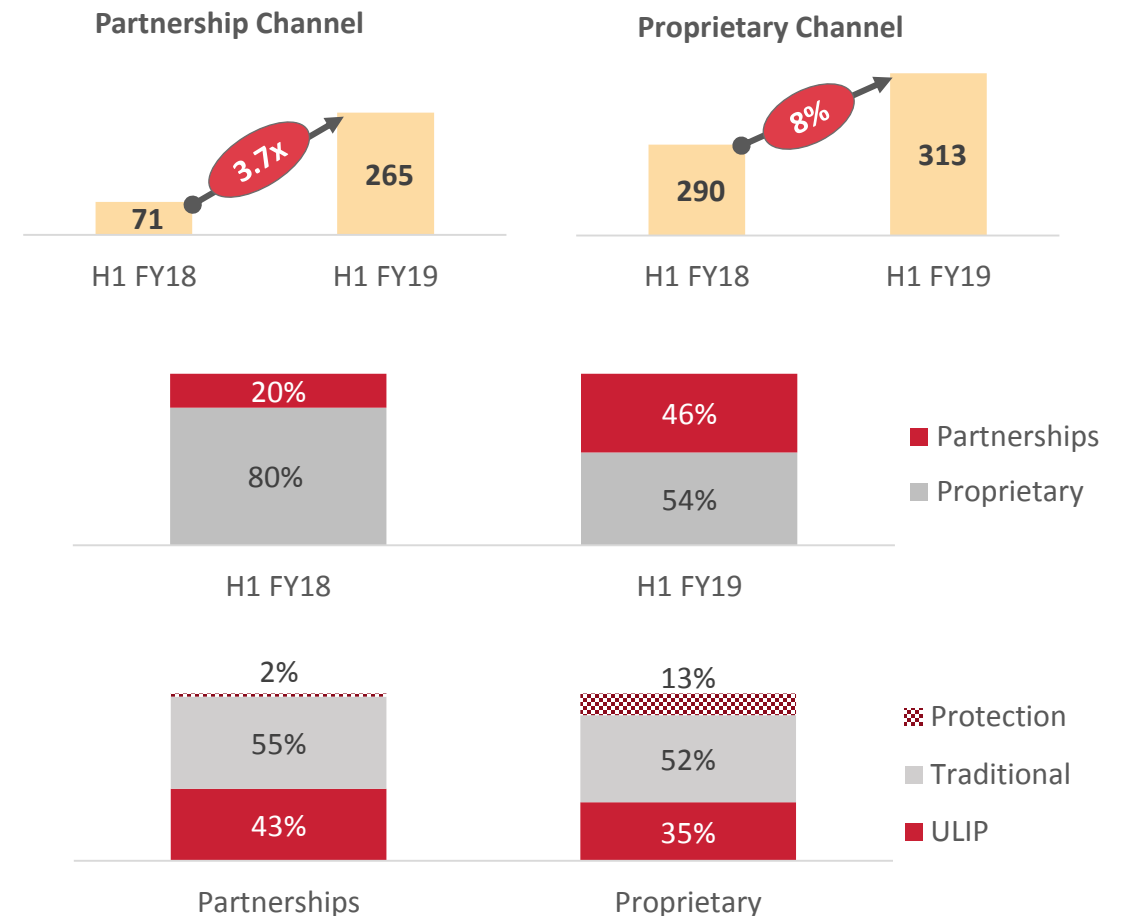 Partnership Channel
3.7x
71
265
H1 FY18
H1 FY19
Proprietary Channel
8%
290
313
H1 FY18
H1 FY19
20%
80%
46%
54%
H1 FY18
H1 FY19
Partnerships
Proprietary
2%
55%
43%
13%
52%
35%
Partnerships
Proprietary
Protection
Traditional
ULIP